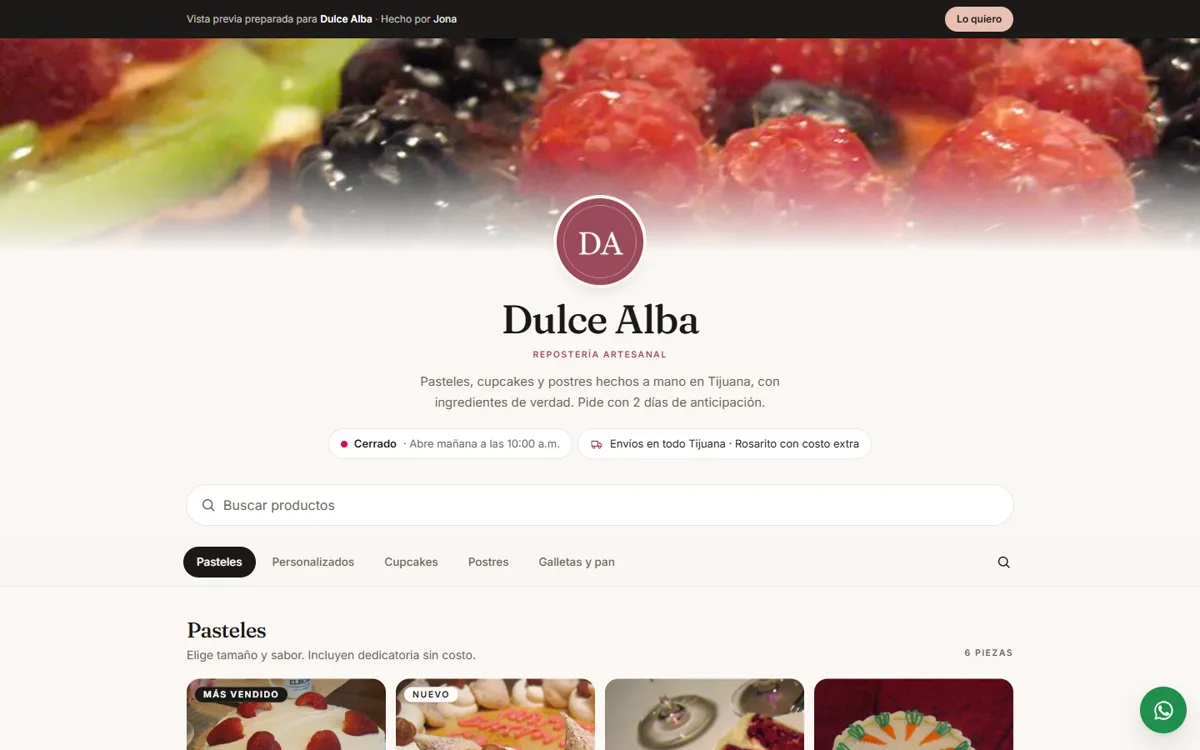 Vista previa preparada para Dulce Alba · Hecho por Jona
Lo quiero
DA
Dulce Alba
REPOSTERÍA ARTESANAL
Pasteles, cupcakes y postres hechos a mano en Tijuana, con
ingredientes de verdad. Pide con 2 días de anticipación.
Cerrado · Abre mañana a las 10:00 a.m.
Envíos en todo Tijuana · Rosarito con costo extra
Buscar productos
Pasteles
Personalizados
Cupcakes
Postres
Galletas y pan
Pasteles
Elige tamaño y sabor. Incluyen dedicatoria sin costo.
6 PIEZAS
MÁS VENDIDO
NUEVO